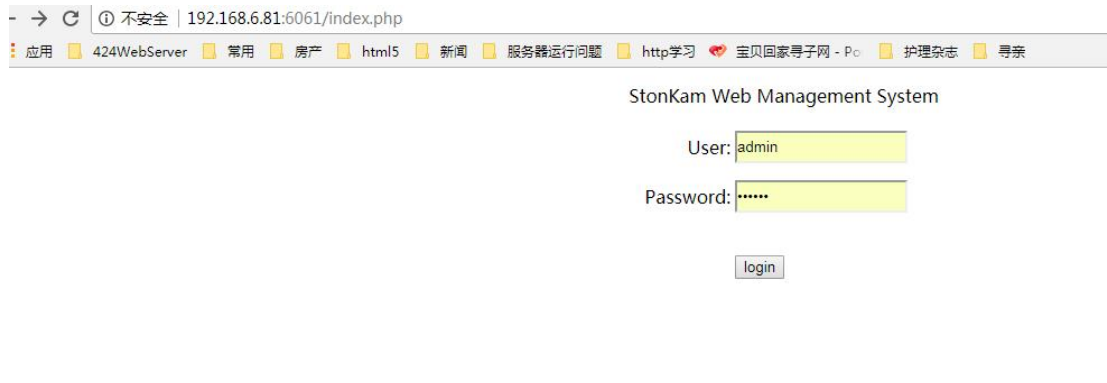 不安全 | 192.168.6.81:6061/index.php
应用 424WebServer 常用 房产 html5 新闻 服务器运行问题 http学习 宝贝回家寻子网 - Po 护理杂志 寻亲
StonKam Web Management System
User: admin
Password: ••••••
login